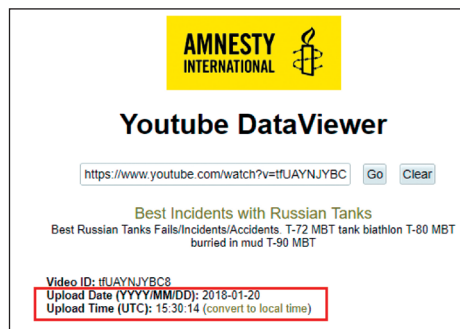 AMNESTY
INTERNATIONAL
Youtube DataViewer
https://www.youtube.com/watch?v=tfUAYNJYBC Go Clear
Best Incidents with Russian Tanks
Best Russian Tanks Fails/Incidents/Accidents. T-72 MBT tank biathlon T-80 MBT
burried in mud T-90 MBT
Video ID: tfUAYNJYBC8
Upload Date (YYYY/MM/DD): 2018-01-20
Upload Time (UTC): 15:30:14 (convert to local time)